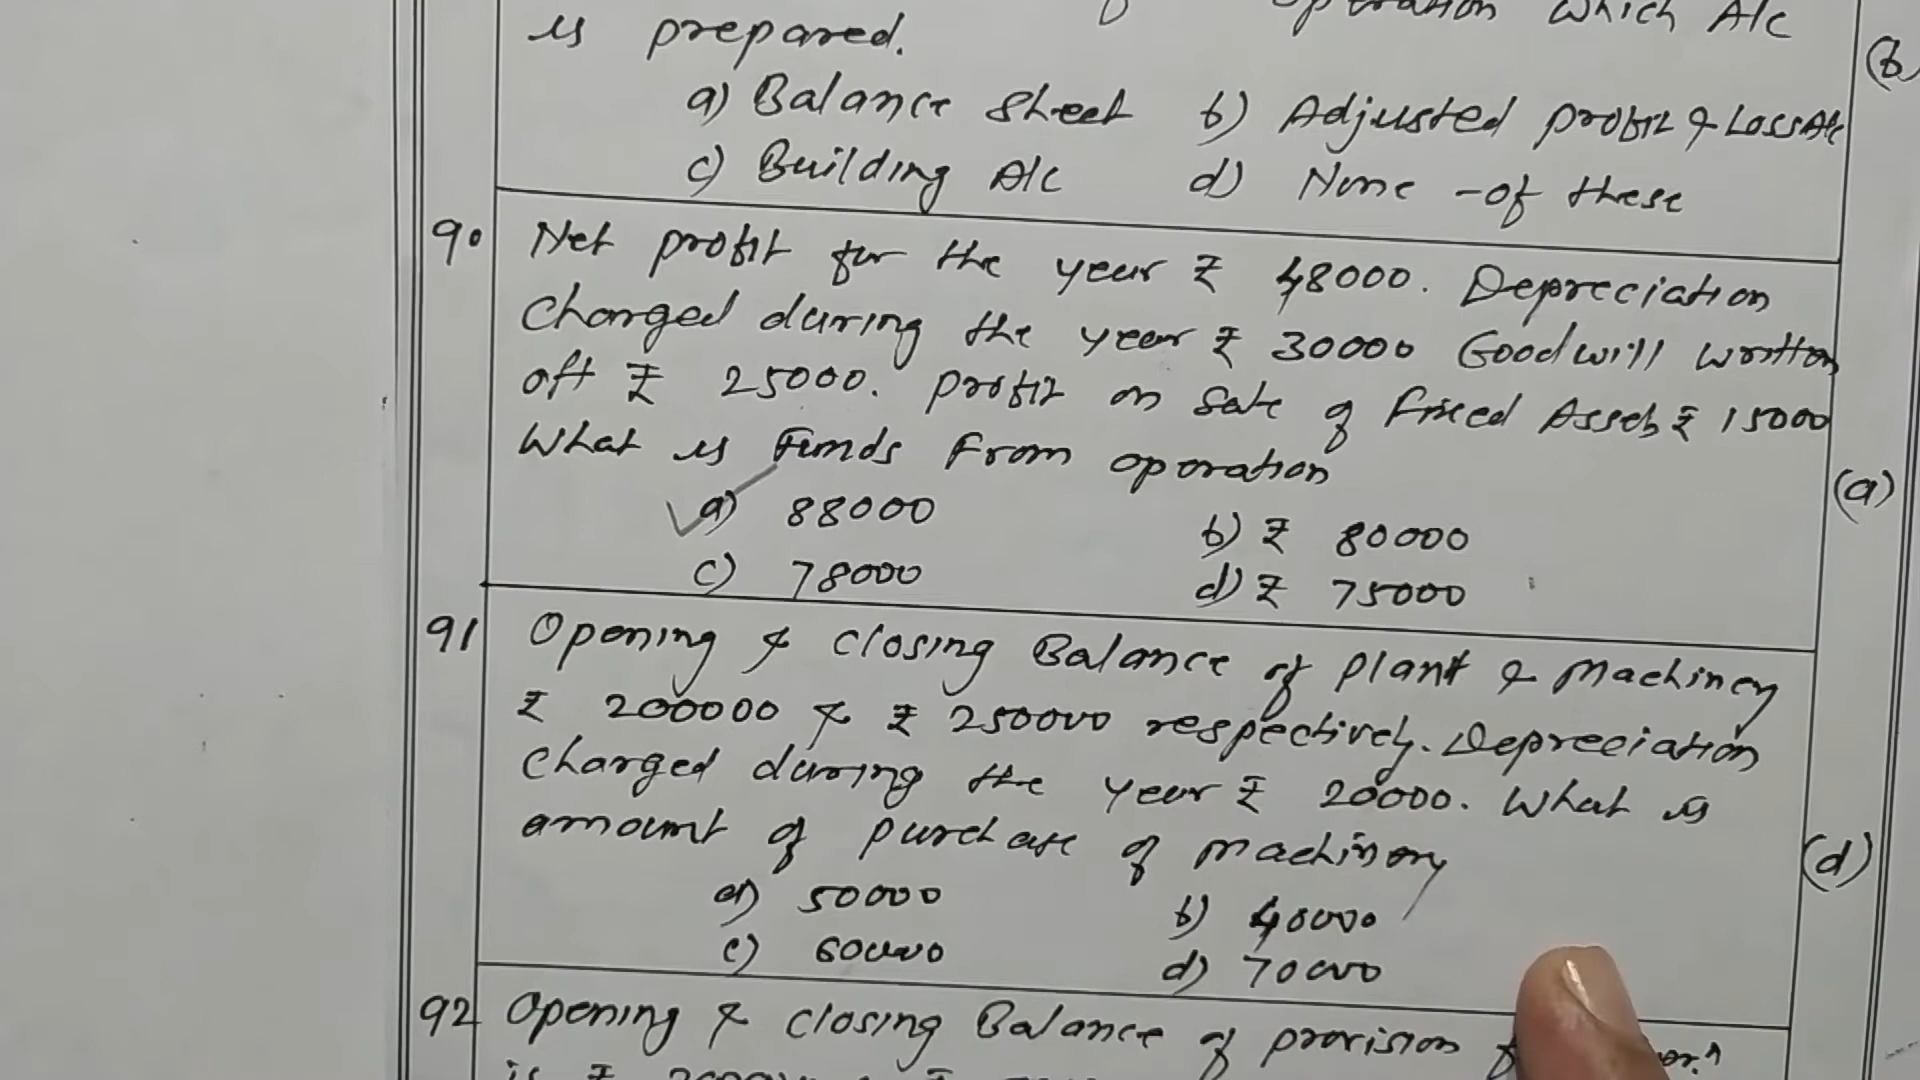 operation which A/c
is prepared.
(b)
a) Balance sheet b) Adjusted profit & Loss A/c
c) Building A/c d) None of these
90 Net profit for the year ₹ 48000. Depreciation
charged during the year ₹ 30000 Goodwill written
off ₹ 25000. profit on sale of fixed Assets ₹ 15000
What is Funds From operation
(a)
a) 88000 b) ₹ 80000
c) 78000 d) ₹ 75000
91 Opening & closing Balance of plant & Machinery
₹ 200000 & ₹ 250000 respectively. Depreciation
charged during the year ₹ 20000. What is
amount of purchase of machinery
(d)
a) 50000 b) 40000
c) 60000 d) 70000
92 Opening & closing Balance of provision
is ₹